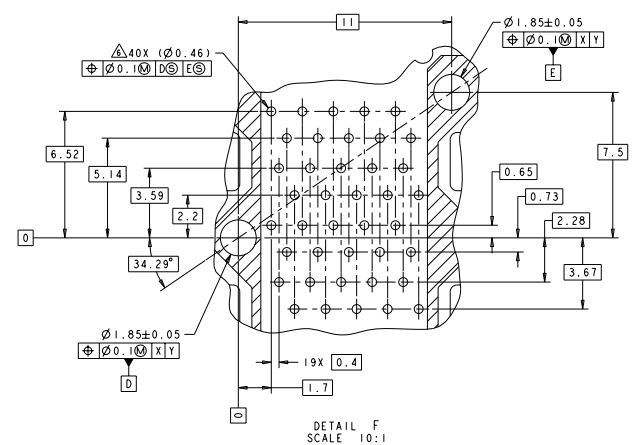 11
Ø1.85±0.05
⌖ Ø0.1Ⓜ X Y
E
6 40X (Ø0.46)
⌖ Ø0.1Ⓜ DⓈ EⓈ
6.52
5.14
3.59
2.2
0
34.29°
7.5
0.65
0.73
2.28
3.67
Ø1.85±0.05
⌖ Ø0.1Ⓜ X Y
D
19X 0.4
1.7
0
DETAIL F
SCALE 10:1